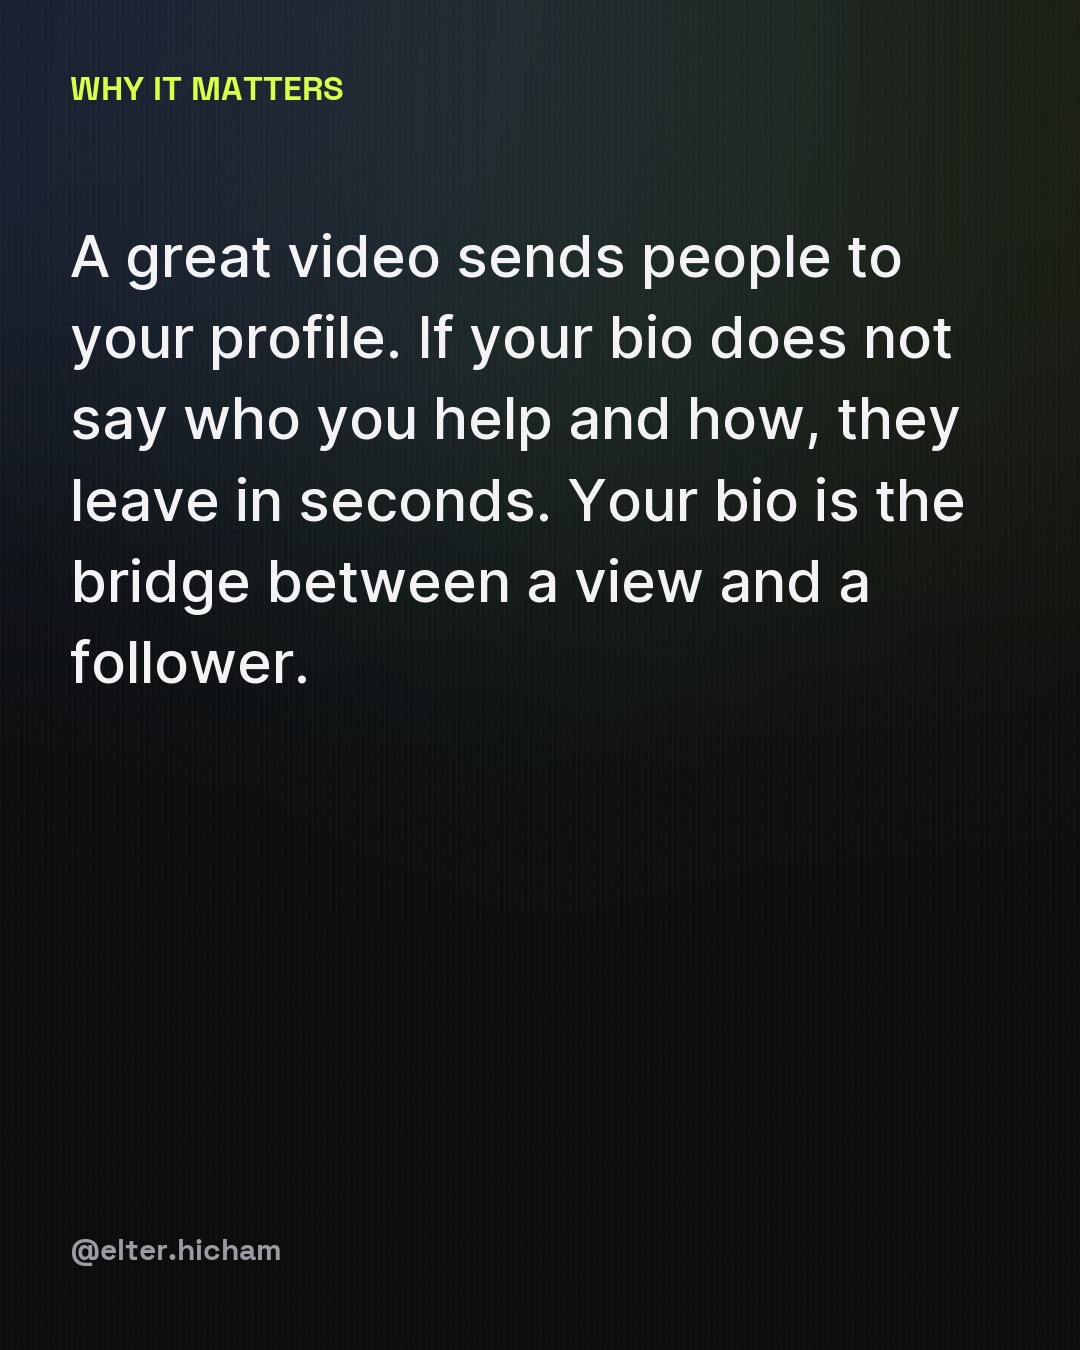 WHY IT MATTERS
A great video sends people to
your profile. If your bio does not
say who you help and how, they
leave in seconds. Your bio is the
bridge between a view and a
follower.
@elter.hicham